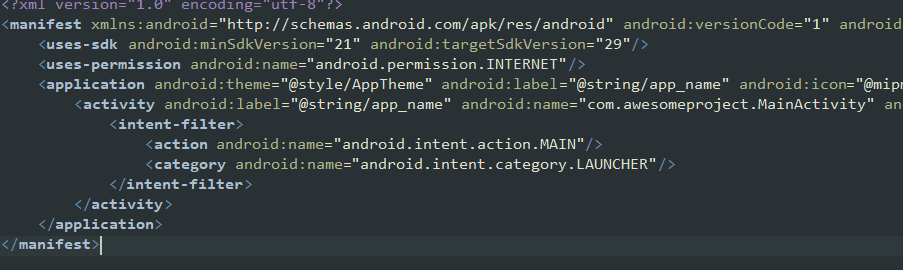 <?xml version="1.0" encoding="utf-8"?>
<manifest xmlns:android="http://schemas.android.com/apk/res/android" android:versionCode="1" android
<uses-sdk android:minSdkVersion="21" android:targetSdkVersion="29"/>
<uses-permission android:name="android.permission.INTERNET"/>
<application android:theme="@style/AppTheme" android:label="@string/app_name" android:icon="@mip
<activity android:label="@string/app_name" android:name="com.awesomeproject.MainActivity" an
<intent-filter>
<action android:name="android.intent.action.MAIN"/>
<category android:name="android.intent.category.LAUNCHER"/>
</intent-filter>
</activity>
</application>
</manifest>